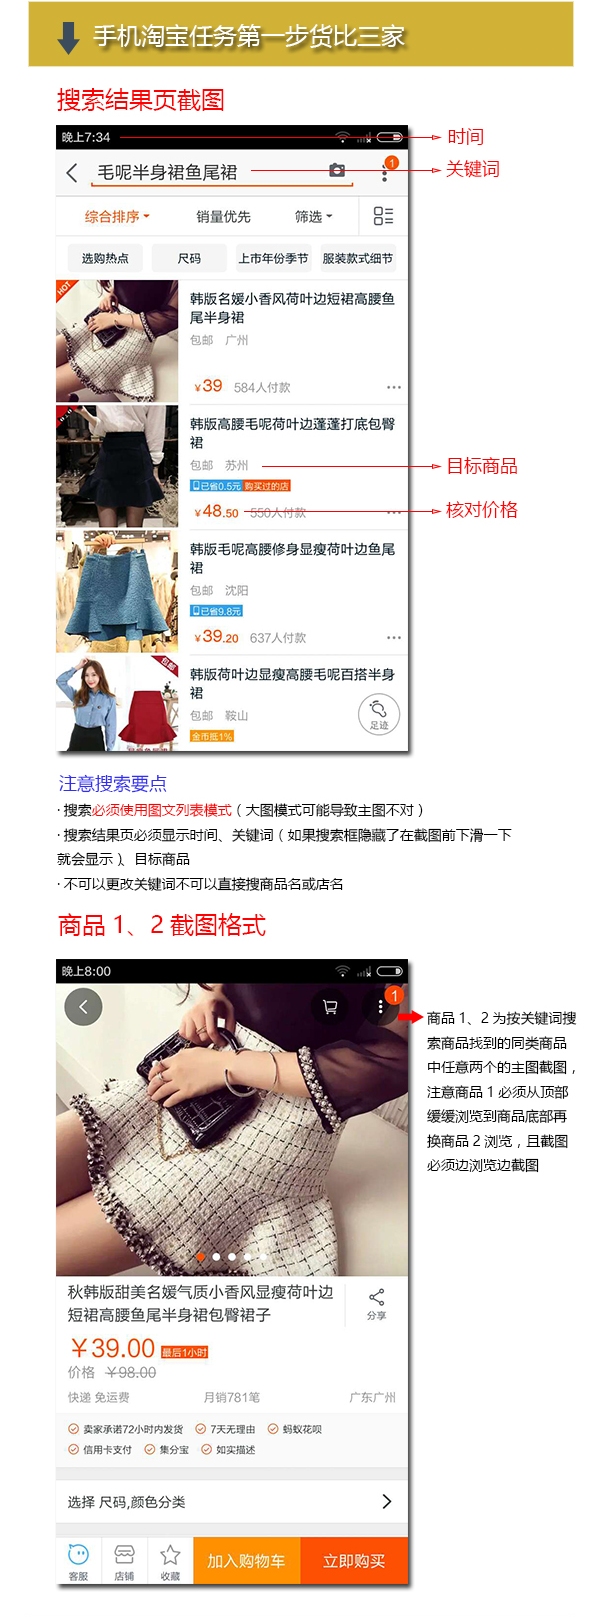 手机淘宝任务第一步货比三家
搜索结果页截图
晚上7:34
时间
毛呢半身裙鱼尾裙
1
关键词
综合排序
销量优先
筛选
选购热点
尺码
上市年份季节
服装款式细节
HOT
韩版名媛小香风荷叶边短裙高腰鱼
尾半身裙
包邮 广州
¥39 584人付款
韩版高腰毛呢荷叶边蓬蓬打底包臀
裙
包邮 苏州
目标商品
已省0.5元 购买过的店
¥48.50 550人付款
核对价格
韩版毛呢高腰修身显瘦荷叶边鱼尾
裙
包邮 沈阳
已省9.8元
¥39.20 637人付款
包邮
韩版荷叶边显瘦高腰毛呢百搭半身
裙
包邮 鞍山
金币抵1%
足迹
注意搜索要点
· 搜索必须使用图文列表模式（大图模式可能导致主图不对）
· 搜索结果页必须显示时间、关键词（如果搜索框隐藏了在截图前下滑一下
就会显示）、目标商品
· 不可以更改关键词不可以直接搜商品名或店名
商品 1、2 截图格式
晚上8:00
1
商品 1、2 为按关键词搜
索商品找到的同类商品
中任意两个的主图截图，
注意商品 1 必须从顶部
缓缓浏览到商品底部再
换商品 2 浏览，且截图
必须边浏览边截图
秋韩版甜美名媛气质小香风显瘦荷叶边
短裙高腰鱼尾半身裙包臀裙子
分享
¥39.00 最后1小时
价格 ¥98.00
快递 免运费
月销781笔
广东广州
卖家承诺72小时内发货
7天无理由
蚂蚁花呗
信用卡支付
集分宝
如实描述
选择 尺码,颜色分类
客服
店铺
收藏
加入购物车
立即购买